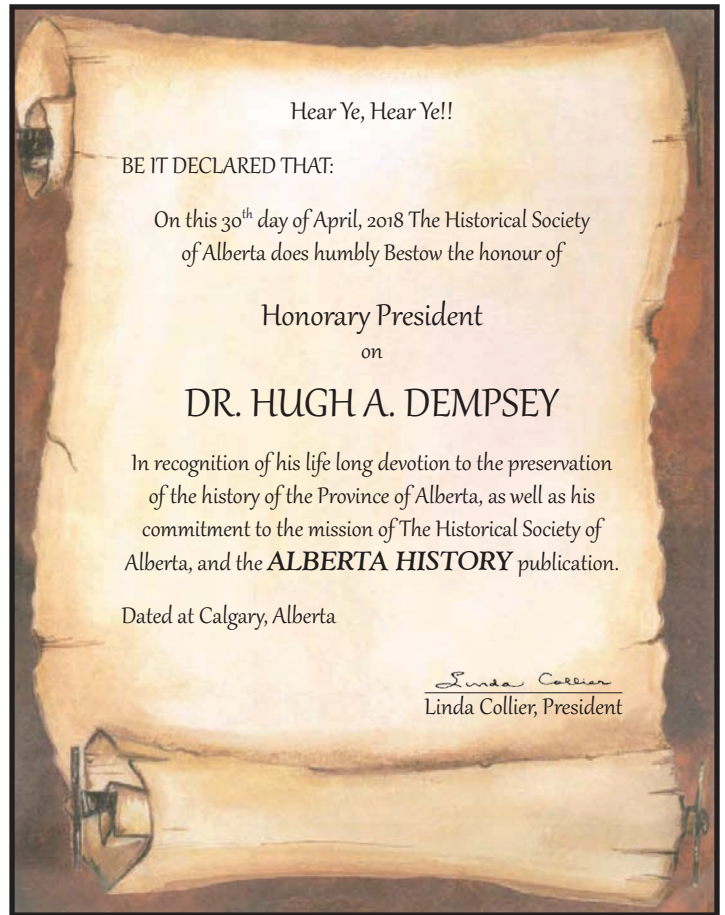 Hear Ye, Hear Ye!!
BE IT DECLARED THAT:
On this 30th day of April, 2018 The Historical Society
of Alberta does humbly Bestow the honour of
Honorary President
on
DR. HUGH A. DEMPSEY
In recognition of his life long devotion to the preservation
of the history of the Province of Alberta, as well as his
commitment to the mission of The Historical Society of
Alberta, and the ALBERTA HISTORY publication.
Dated at Calgary, Alberta
Linda Collier
Linda Collier, President